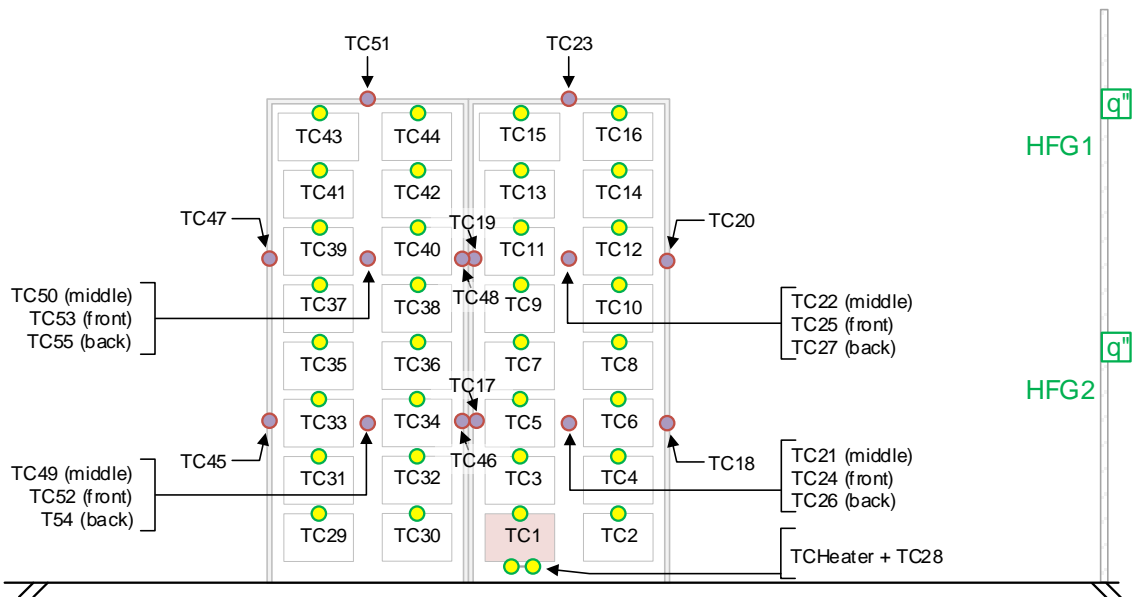 TC51 TC23
TC43 TC44 TC15 TC16
q"
HFG1
TC41 TC42 TC13 TC14
TC47 TC19 TC20
TC39 TC40 TC11 TC12
TC48
TC50 (middle)
TC53 (front)
TC55 (back)
TC37 TC38 TC9 TC10
TC22 (middle)
TC25 (front)
TC27 (back)
q"
TC35 TC36 TC7 TC8
TC17
HFG2
TC33 TC34 TC5 TC6
TC45 TC46 TC18
TC49 (middle)
TC52 (front)
T54 (back)
TC31 TC32 TC3 TC4
TC21 (middle)
TC24 (front)
TC26 (back)
TC29 TC30 TC1 TC2
TCHeater + TC28